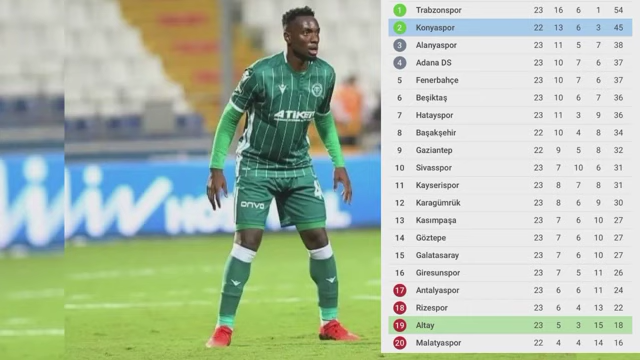 ATIKER
onvo
4
1 Trabzonspor 23 16 6 1 54
2 Konyaspor 22 13 6 3 45
3 Alanyaspor 23 11 5 7 38
4 Adana DS 23 10 7 6 37
5 Fenerbahçe 23 10 7 6 37
6 Beşiktaş 23 10 6 7 36
7 Hatayspor 23 11 3 9 36
8 Başakşehir 22 10 4 8 34
9 Gaziantep 22 9 5 8 32
10 Sivasspor 23 7 10 6 31
11 Kayserispor 23 8 7 8 31
12 Karagümrük 23 8 6 9 30
13 Kasımpaşa 23 7 6 10 27
14 Göztepe 23 7 6 10 27
15 Galatasaray 23 7 6 10 27
16 Giresunspor 23 7 5 11 26
17 Antalyaspor 23 6 6 11 24
18 Rizespor 23 6 4 13 22
19 Altay 23 5 3 15 18
20 Malatyaspor 22 4 4 14 16